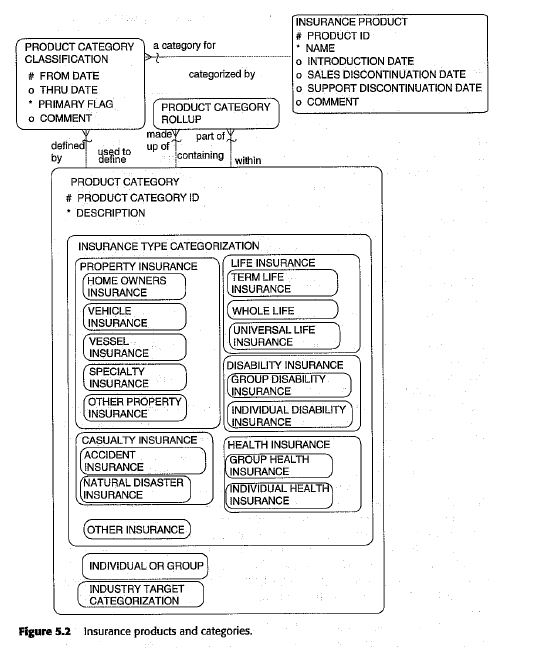 PRODUCT CATEGORY
CLASSIFICATION
# FROM DATE
o THRU DATE
* PRIMARY FLAG
o COMMENT
a category for
categorized by
INSURANCE PRODUCT
# PRODUCT ID
* NAME
o INTRODUCTION DATE
o SALES DISCONTINUATION DATE
o SUPPORT DISCONTINUATION DATE
o COMMENT
PRODUCT CATEGORY
ROLLUP
defined
by
used to
define
made
up of
part of
containing
within
PRODUCT CATEGORY
# PRODUCT CATEGORY ID
* DESCRIPTION
INSURANCE TYPE CATEGORIZATION
PROPERTY INSURANCE
HOME OWNERS
INSURANCE
VEHICLE
INSURANCE
VESSEL
INSURANCE
SPECIALTY
INSURANCE
OTHER PROPERTY
INSURANCE
CASUALTY INSURANCE
ACCIDENT
INSURANCE
NATURAL DISASTER
INSURANCE
OTHER INSURANCE
LIFE INSURANCE
TERM LIFE
INSURANCE
WHOLE LIFE
UNIVERSAL LIFE
INSURANCE
DISABILITY INSURANCE
GROUP DISABILITY
INSURANCE
INDIVIDUAL DISABILITY
INSURANCE
HEALTH INSURANCE
GROUP HEALTH
INSURANCE
INDIVIDUAL HEALTH
INSURANCE
INDIVIDUAL OR GROUP
INDUSTRY TARGET
CATEGORIZATION
Figure 5.2 Insurance products and categories.